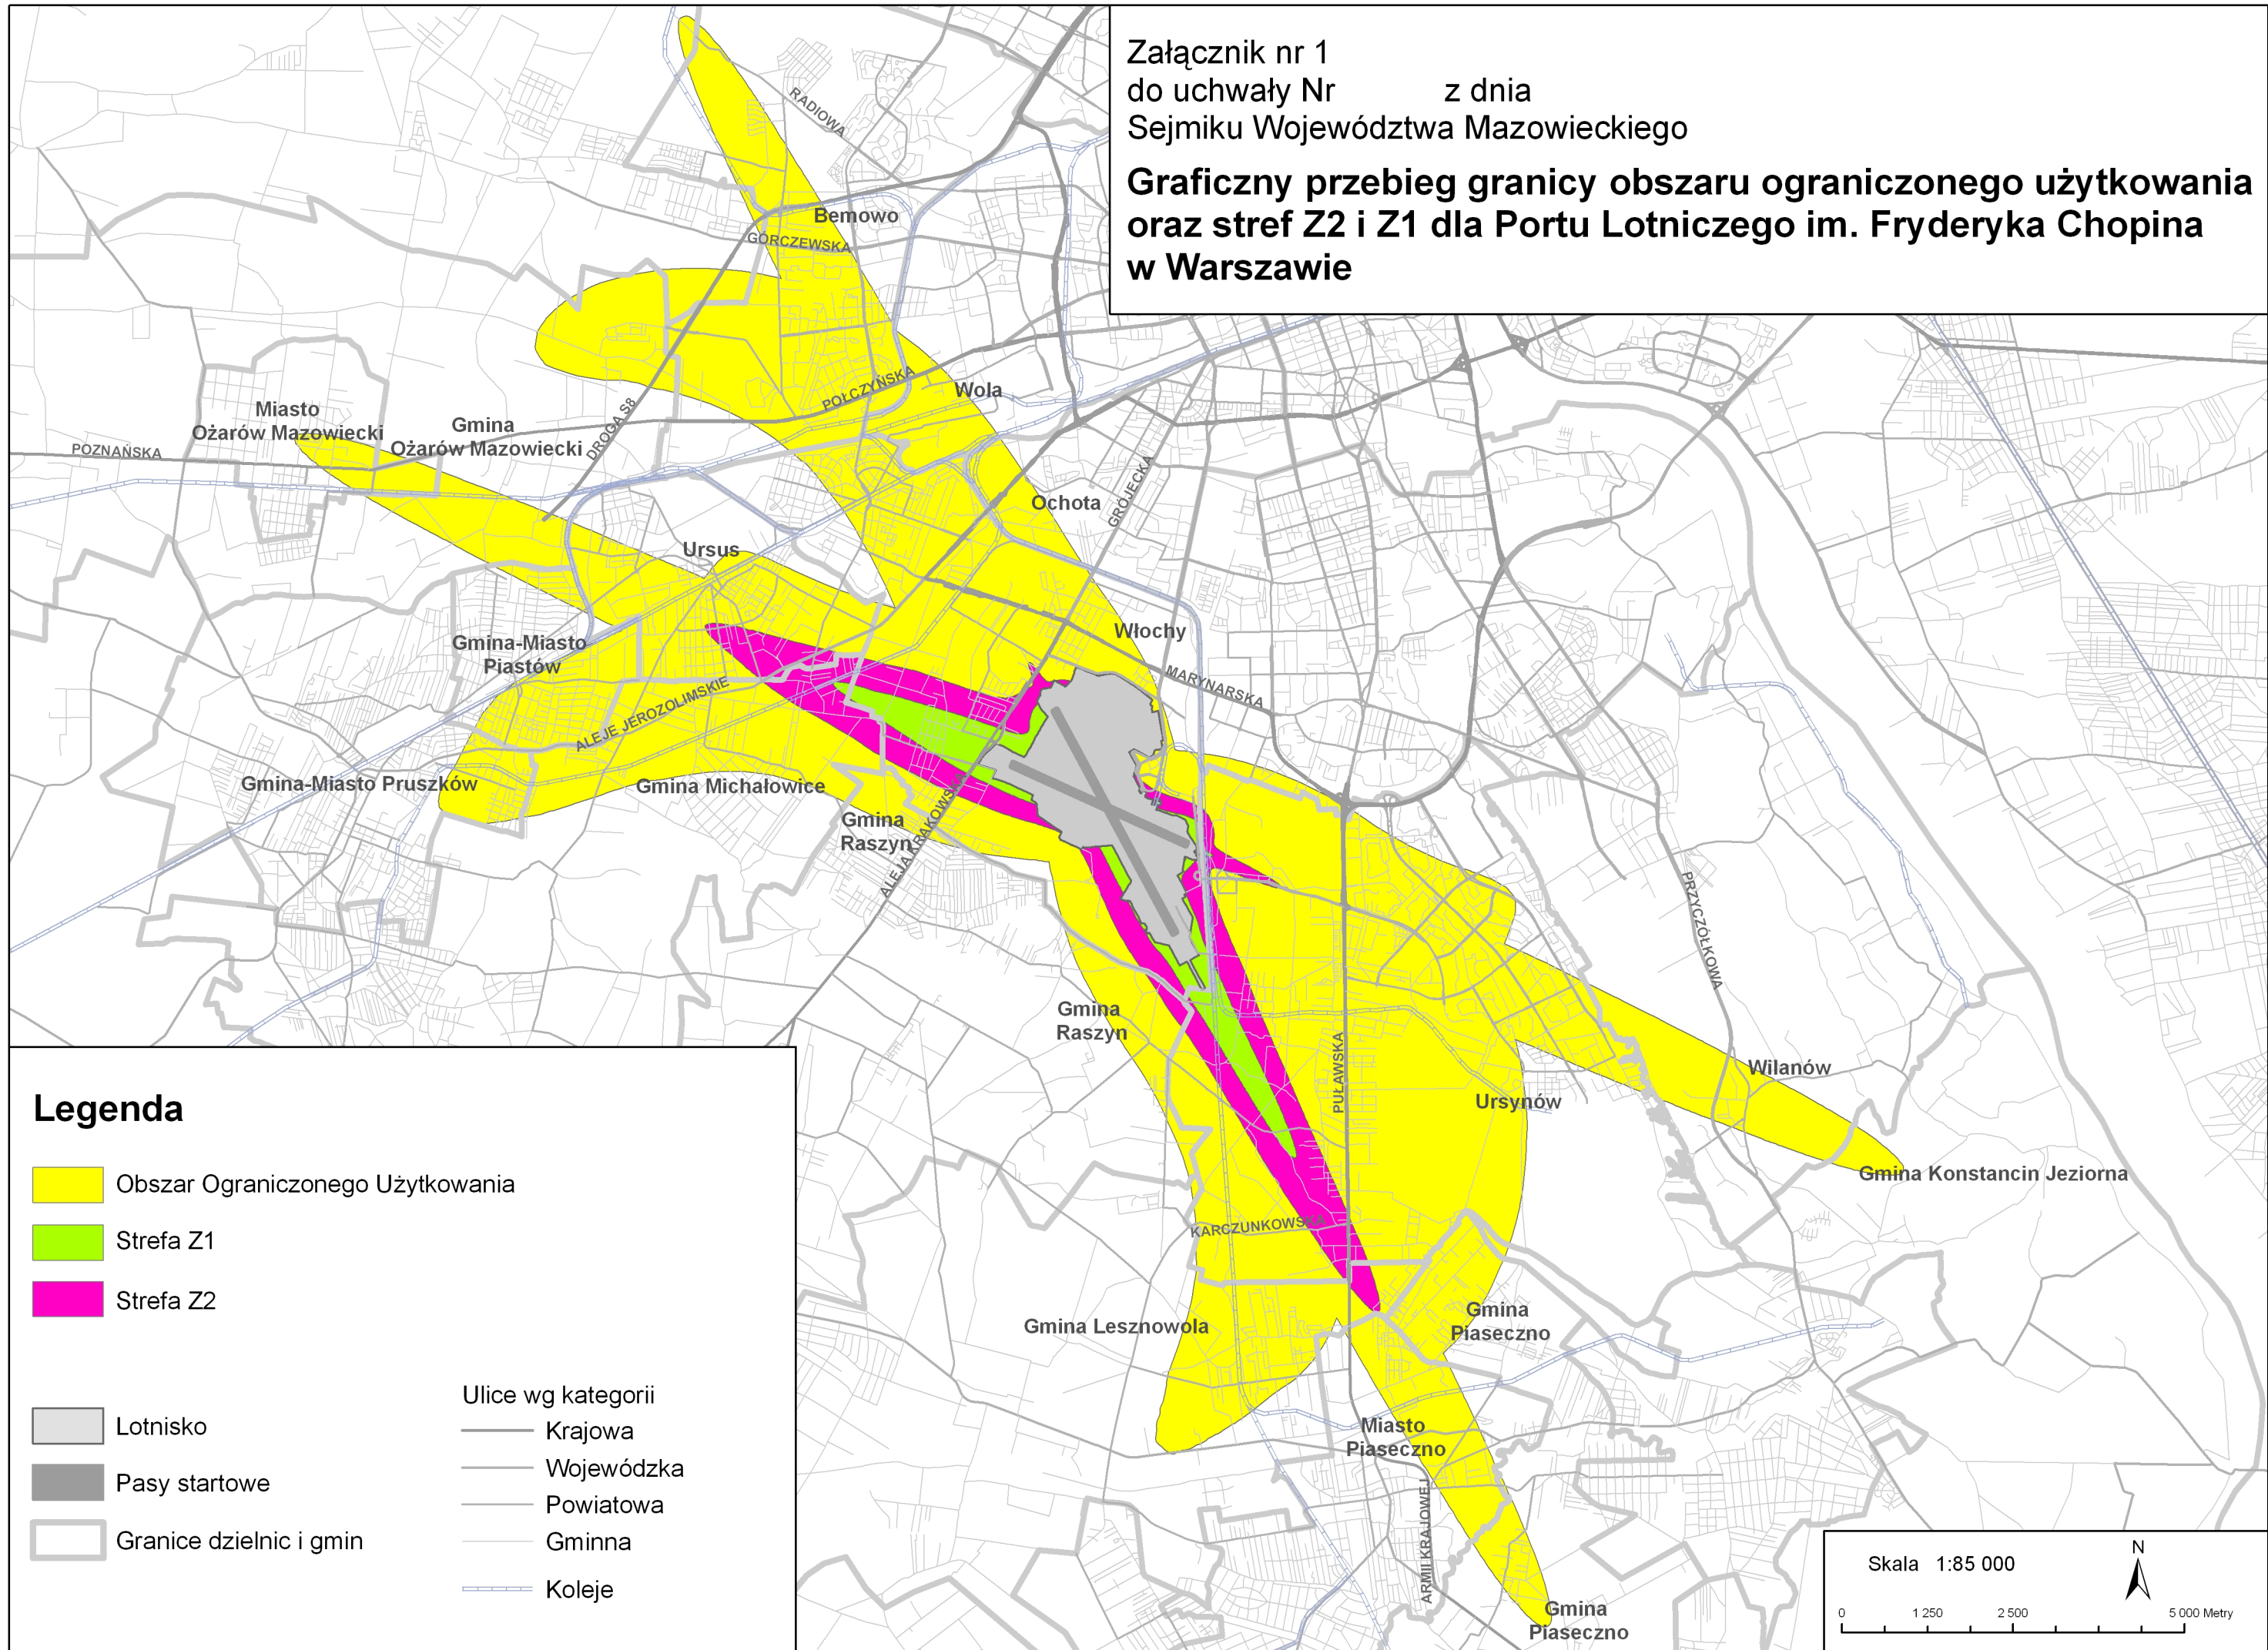 Załącznik nr 1
do uchwały Nr z dnia
Sejmiku Województwa Mazowieckiego
Graficzny przebieg granicy obszaru ograniczonego użytkowania
oraz stref Z2 i Z1 dla Portu Lotniczego im. Fryderyka Chopina
w Warszawie
RADIOWA
Bemowo
GÓRCZEWSKA
POŁCZYŃSKA
Wola
Miasto
Ożarów Mazowiecki
Gmina
Ożarów Mazowiecki
DROGA S8
POZNAŃSKA
GRÓJECKA
Ochota
Ursus
Włochy
Gmina-Miasto
Piastów
MARYNARSKA
ALEJE JEROZOLIMSKIE
Gmina-Miasto Pruszków
Gmina Michałowice
Gmina
Raszyn
ALEJA KRAKOWSKA
PRZYCZÓŁKOWA
Gmina
Raszyn
PUŁAWSKA
Wilanów
Ursynów
Gmina Konstancin Jeziorna
KARCZUNKOWSKA
Gmina Lesznowola
Gmina
Piaseczno
Miasto
Piaseczno
ARMII KRAJOWEJ
Gmina
Piaseczno
Legenda
Obszar Ograniczonego Użytkowania
Strefa Z1
Strefa Z2
Lotnisko
Pasy startowe
Granice dzielnic i gmin
Ulice wg kategorii
Krajowa
Wojewódzka
Powiatowa
Gminna
Koleje
Skala 1:85 000
N
0 1 250 2 500 5 000 Metry